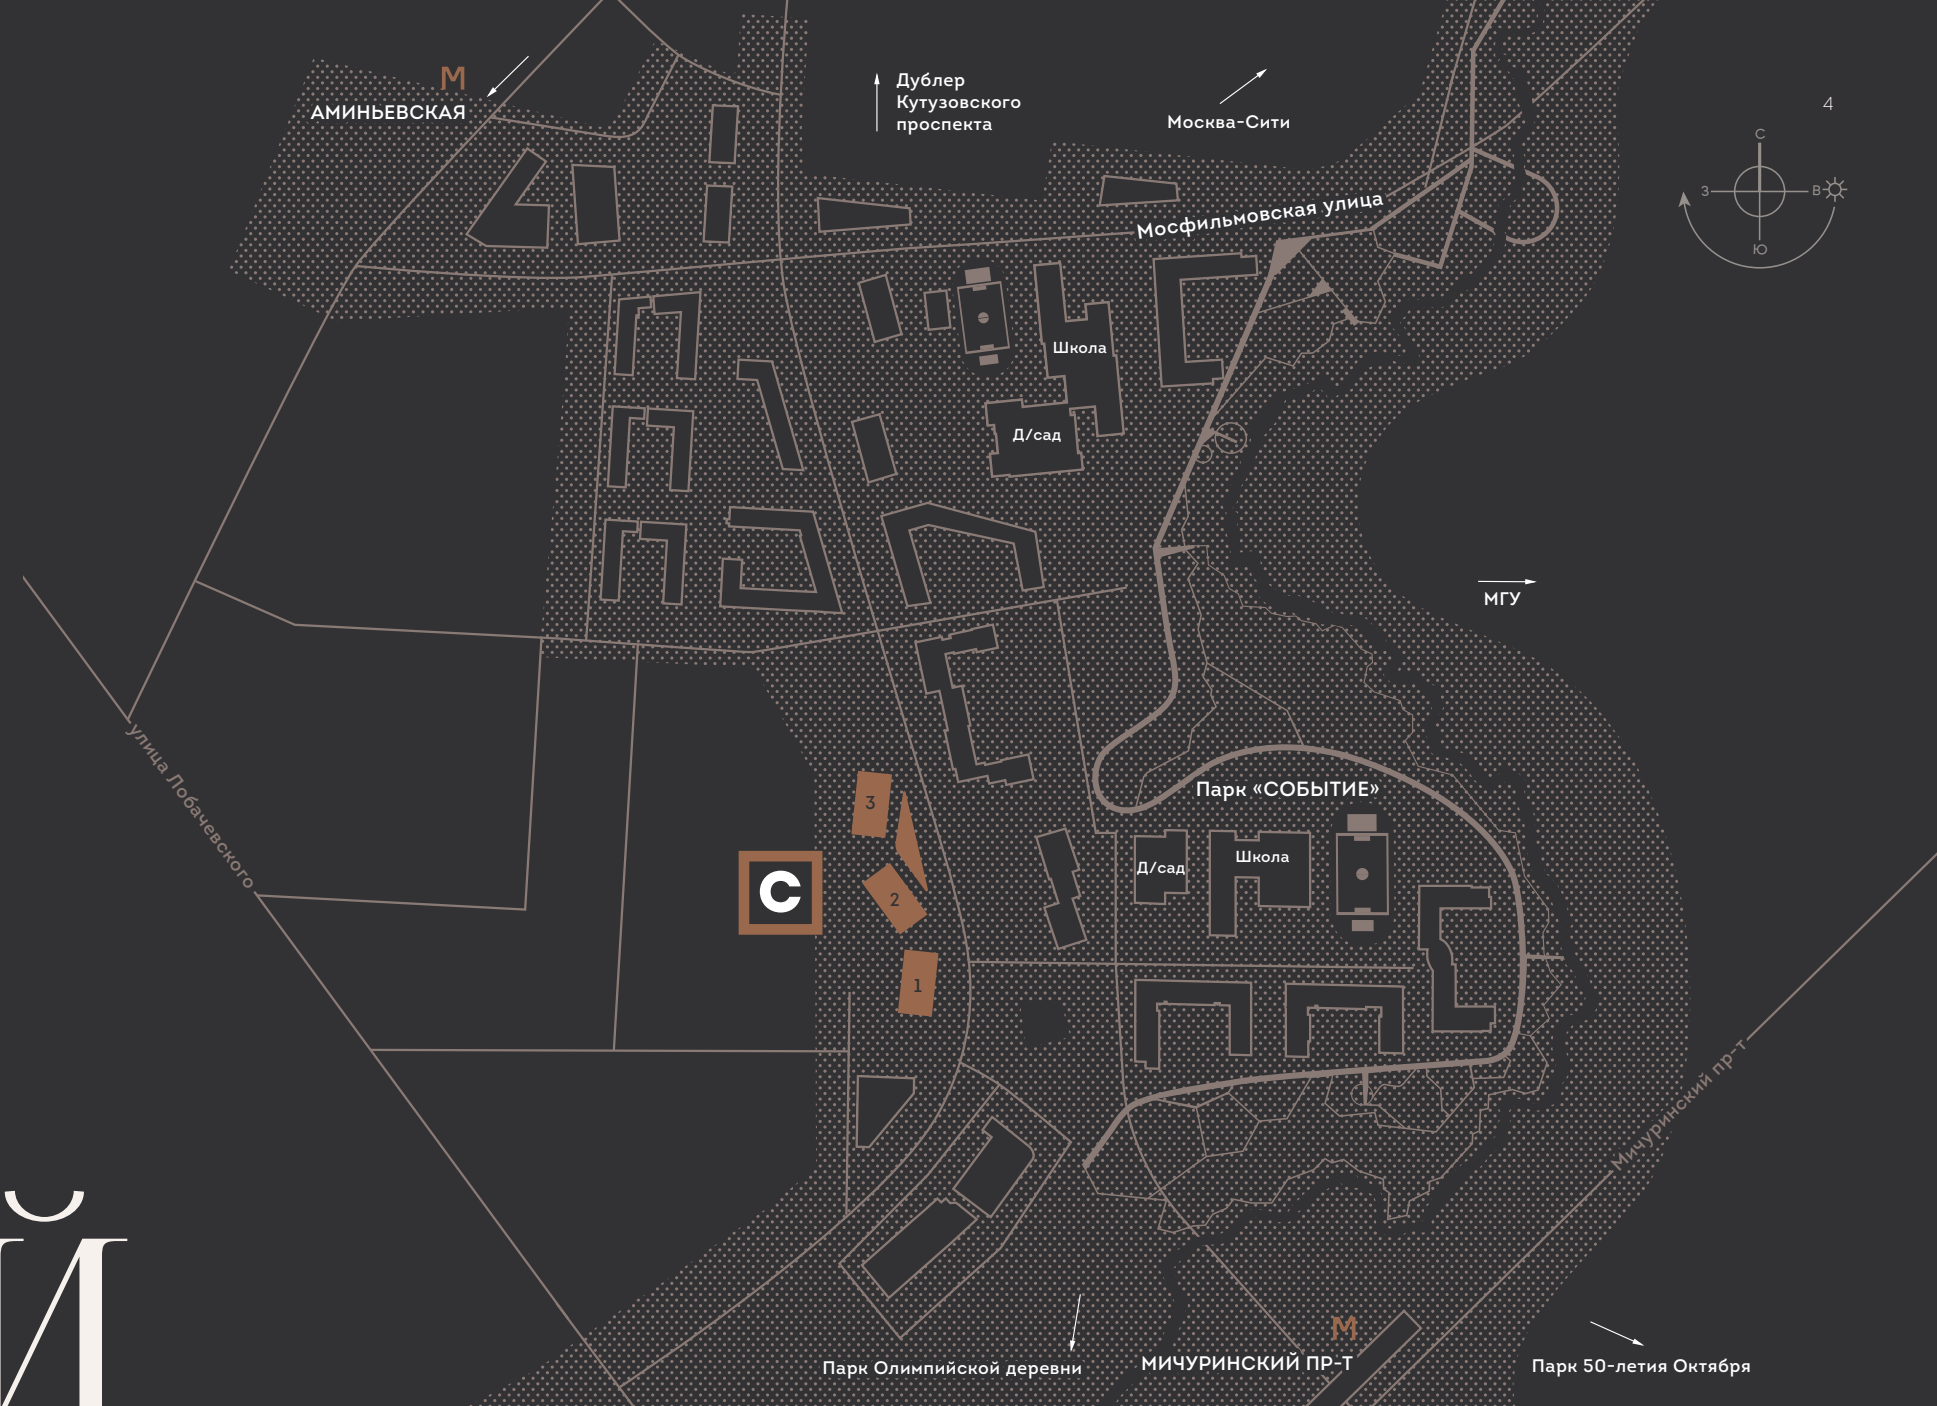 М
АМИНЬЕВСКАЯ
Дублер
Кутузовского
проспекта
Москва-Сити
4
С
З
В
Ю
Мосфильмовская улица
Школа
Д/сад
МГУ
улица Лобачевского
Парк «СОБЫТИЕ»
3
С
2
1
Д/сад
Школа
Мичуринский пр-т
Й
М
МИЧУРИНСКИЙ ПР-Т
Парк Олимпийской деревни
Парк 50-летия Октября